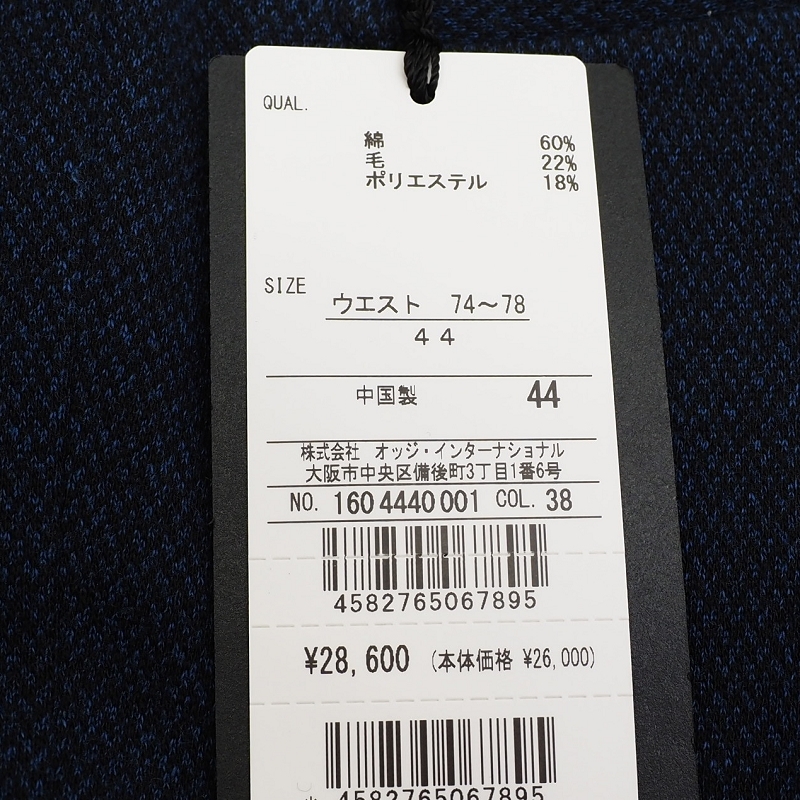 QUAL.
綿 60%
毛 22%
ポリエステル 18%
SIZE
ウエスト 74～78
44
中国製 44
株式会社 オッジ・インターナショナル
大阪市中央区備後町3丁目1番6号
NO. 160 4440 001 COL. 38
4582765067895
¥28,600 (本体価格 ¥26,000)
4582765067895